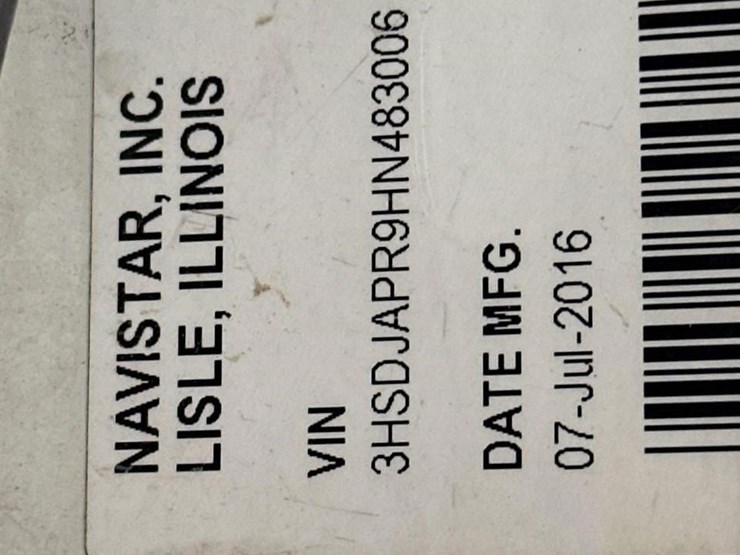 NAVISTAR, INC.
LISLE, ILLINOIS
VIN
3HSDJAPR9HN483006
DATE MFG.
07-Jul-2016